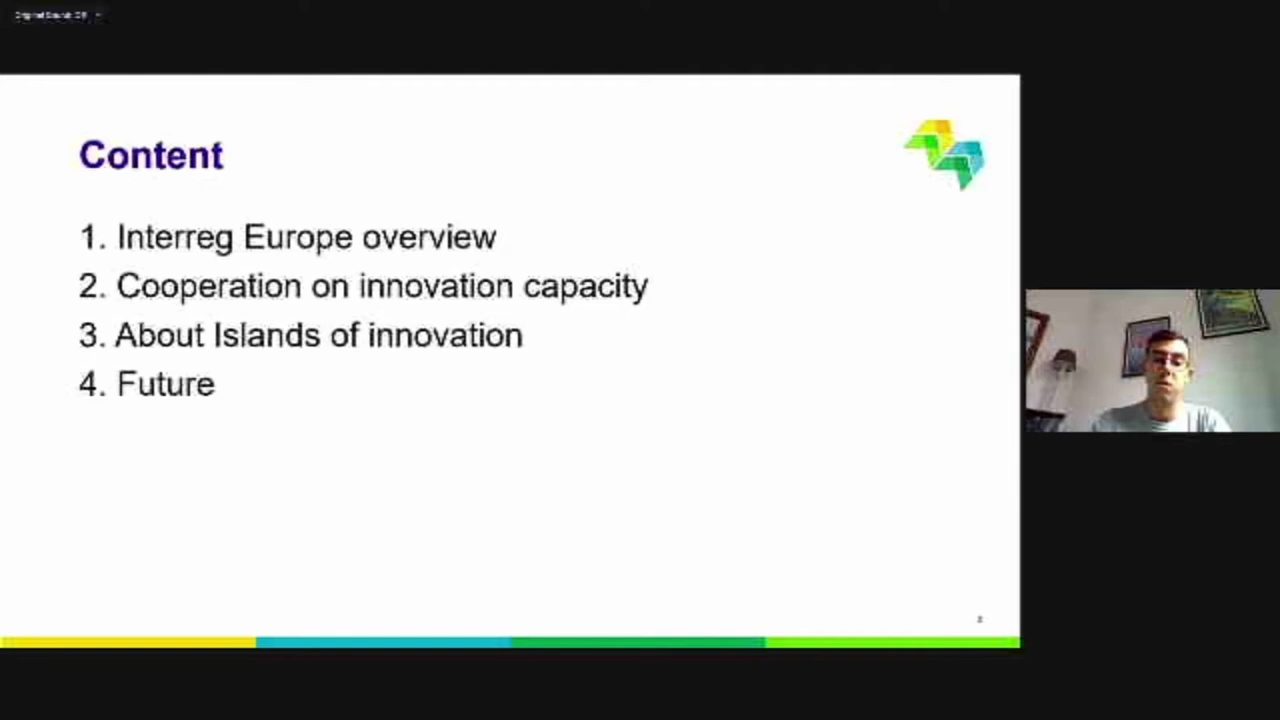 Content
1. Interreg Europe overview
2. Cooperation on innovation capacity
3. About Islands of innovation
4. Future